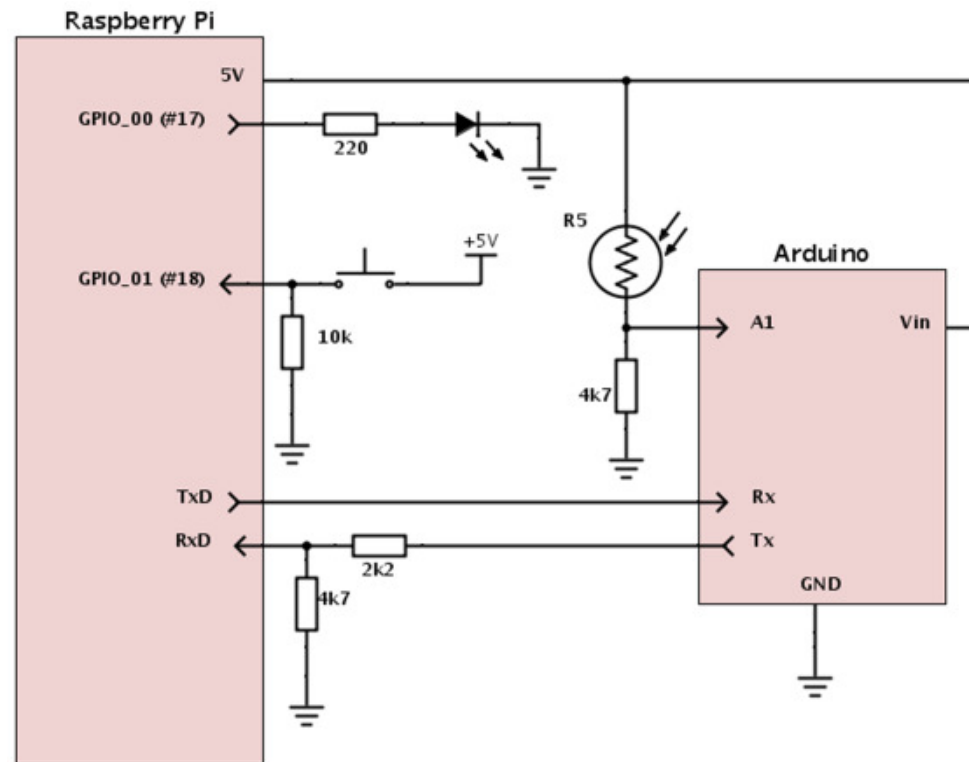 Raspberry Pi
5V
GPIO_00 (#17)
220
R5
+5V
GPIO_01 (#18)
10k
Arduino
A1
Vin
4k7
TxD
Rx
RxD
Tx
2k2
4k7
GND